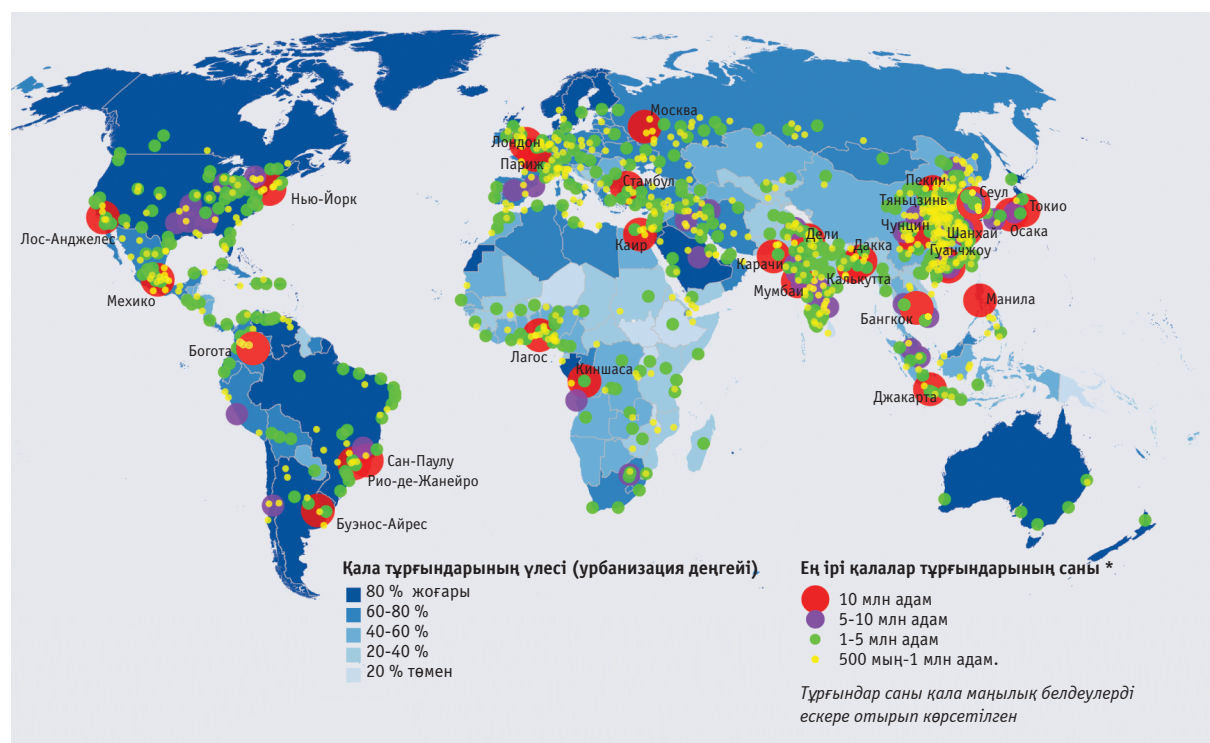 Москва
Лондон
Париж
Стамбул
Пекин
Сеул
Тяньцзинь
Токио
Нью-Йорк
Лос-Анджелес
Каир
Дели
Чунцин
Шанхай
Осака
Дакка
Гуанчжоу
Карачи
Калькутта
Мумбаи
Мехико
Манила
Бангкок
Богота
Лагос
Киншаса
Джакарта
Сан-Паулу
Рио-де-Жанейро
Буэнос-Айрес
Қала тұрғындарының үлесі (урбанизация деңгейі)
80 % жоғары
60-80 %
40-60 %
20-40 %
20 % төмен
Ең ірі қалалар тұрғындарының саны *
10 млн адам
5-10 млн адам
1-5 млн адам
500 мың-1 млн адам.
Тұрғындар саны қала маңылық белдеулерді
ескере отырып көрсетілген